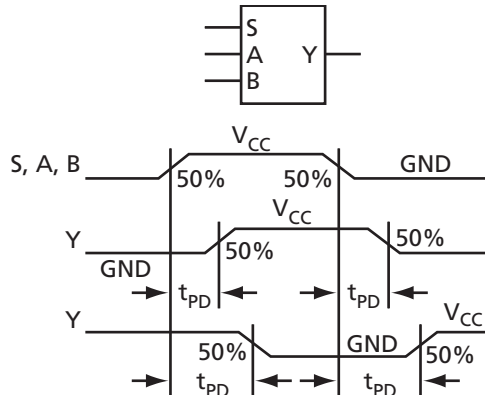 S
A Y
B
S, A, B V_CC GND
50% 50%
Y V_CC
GND 50% 50%
t_PD t_PD
Y V_CC
50% GND 50%
t_PD t_PD